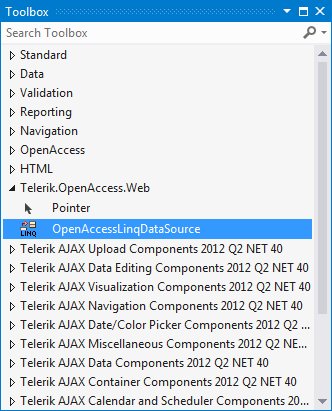 Toolbox
Search Toolbox
Standard
Data
Validation
Reporting
Navigation
OpenAccess
HTML
Telerik.OpenAccess.Web
Pointer
LINQ OpenAccessLinqDataSource
Telerik AJAX Upload Components 2012 Q2 NET 40
Telerik AJAX Data Editing Components 2012 Q2 NET 40
Telerik AJAX Visualization Components 2012 Q2 NET 40
Telerik AJAX Navigation Components 2012 Q2 NET 40
Telerik AJAX Date/Color Picker Components 2012 Q2 ...
Telerik AJAX Miscellaneous Components 2012 Q2 NE...
Telerik AJAX Data Components 2012 Q2 NET 40
Telerik AJAX Container Components 2012 Q2 NET 40
Telerik AJAX Calendar and Scheduler Components 20...